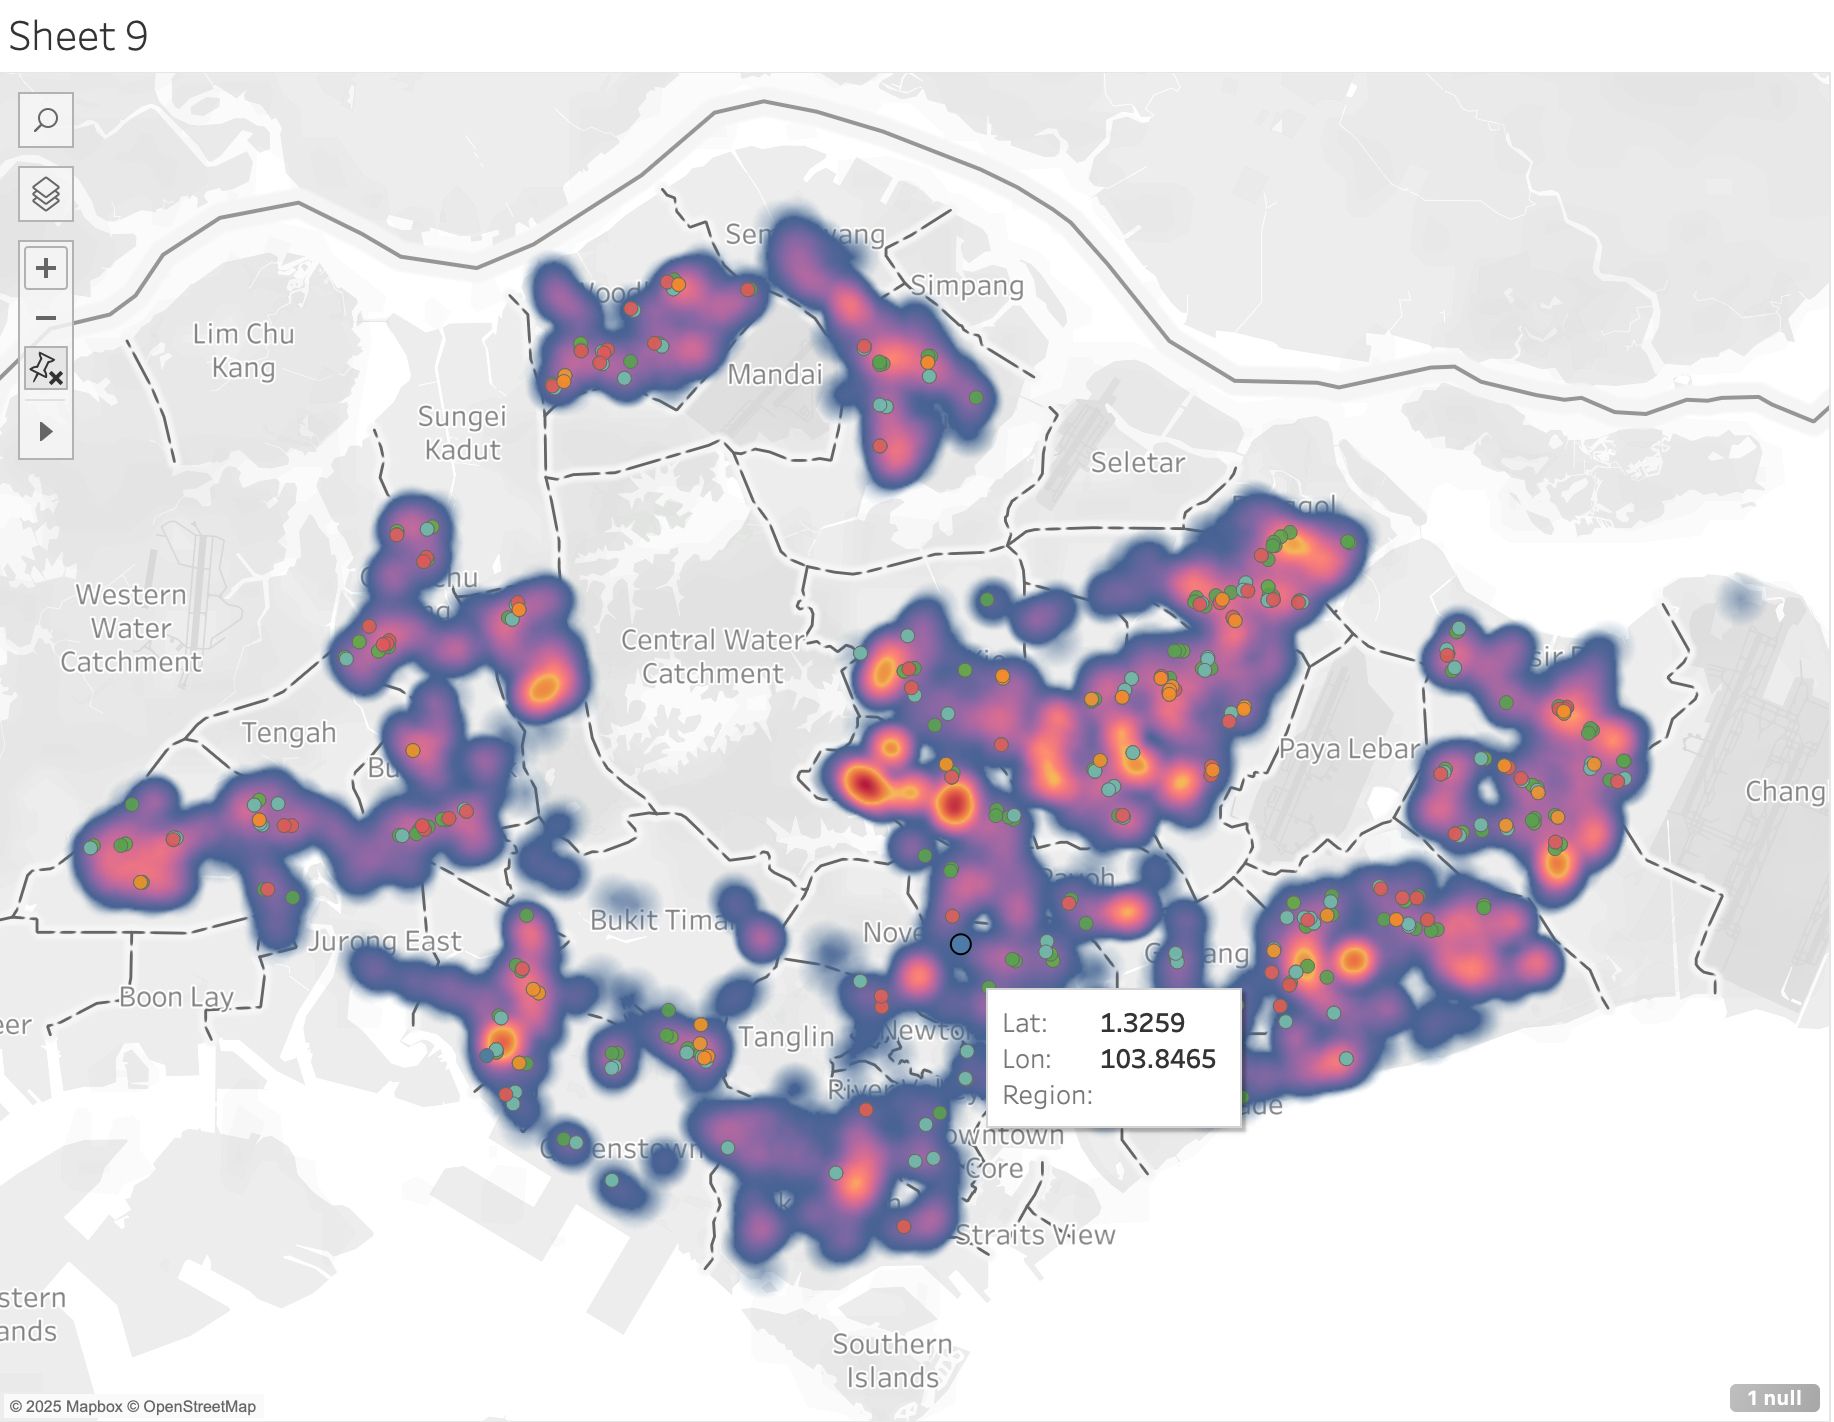 Sheet 9
Simpang
Lim Chu
Kang
Mandai
Sungei
Kadut
Seletar
Western
Water
Catchment
Central Water
Catchment
Tengah
Paya Lebar
Bukit Timah
Jurong East
Boon Lay
Tanglin
Newton
Lat: 1.3259
Lon: 103.8465
Region:
Core
Straits View
Southern
Islands
© 2025 Mapbox © OpenStreetMap
1 null